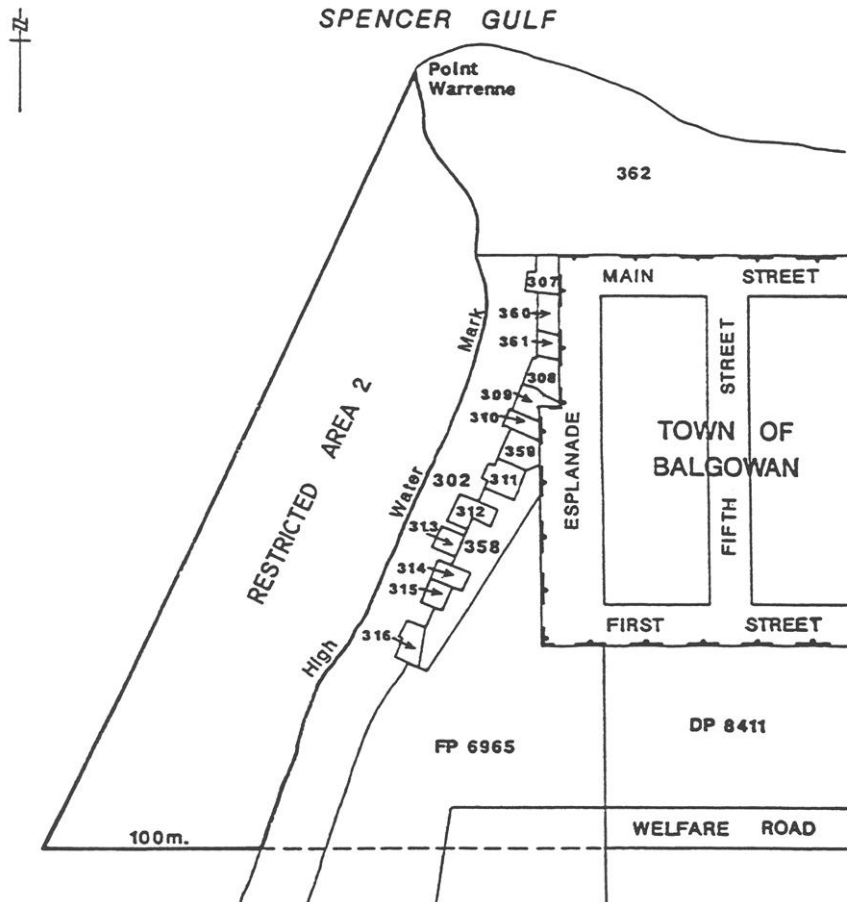 SPENCER GULF
Point
Warrenne
362
MAIN STREET
307
360
361
308
309
310
359
311
302
312
313
358
314
315
316
Mark
Water
High
RESTRICTED AREA 2
ESPLANADE
FIFTH STREET
TOWN OF
BALGOWAN
FIRST STREET
DP 8411
FP 6965
WELFARE ROAD
100m.